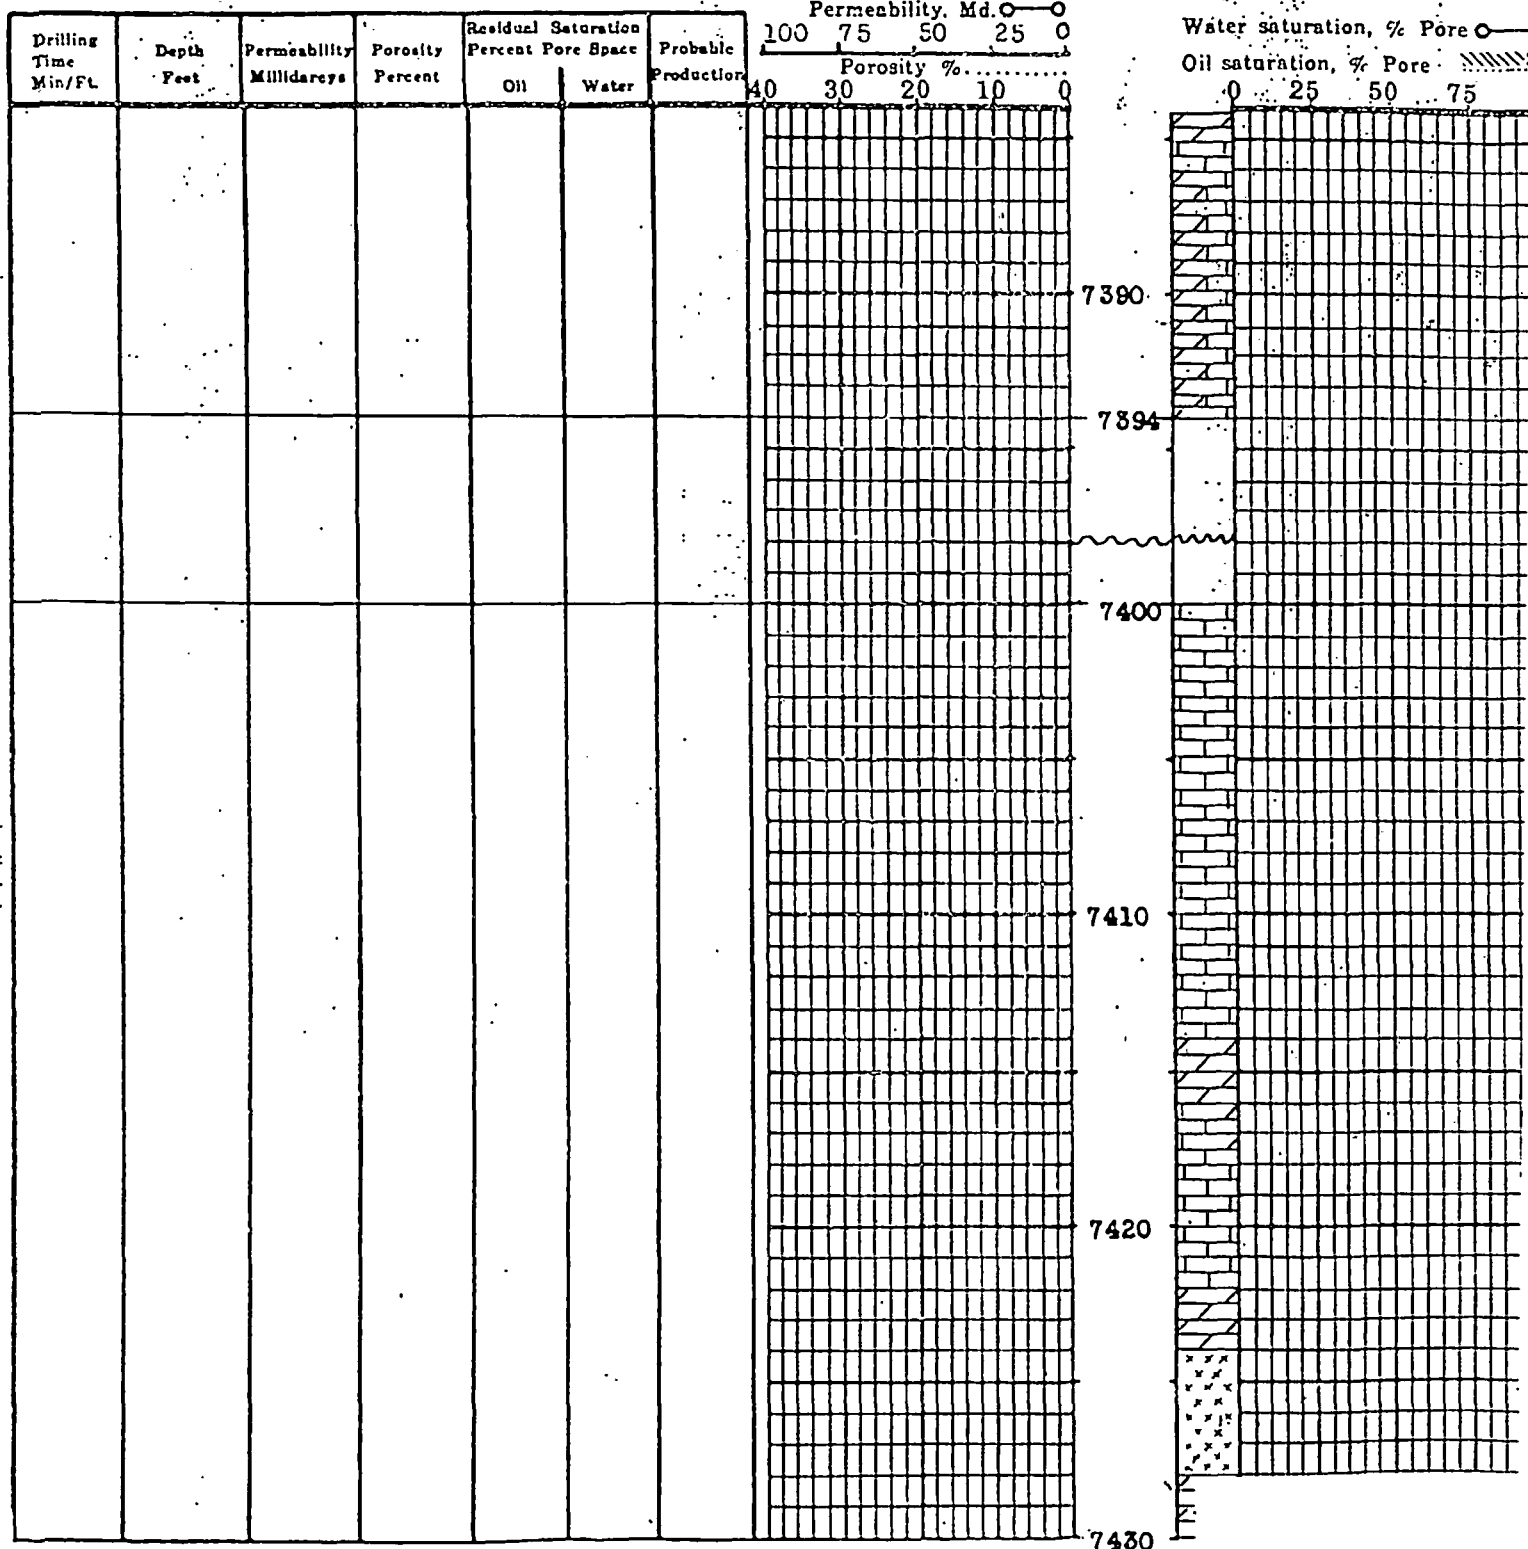 Drilling
Time
Min/Ft.
Depth
Feet
Permeability
Millidarcys
Porosity
Percent
Residual Saturation
Percent Pore Space
Oil
Water
Probable
Production
Permeability, Md.
100 75 50 25 0
Porosity %
40 30 20 10 0
Water saturation, % Pore
Oil saturation, % Pore
0 25 50 75
7390
7394
7400
7410
7420
7430